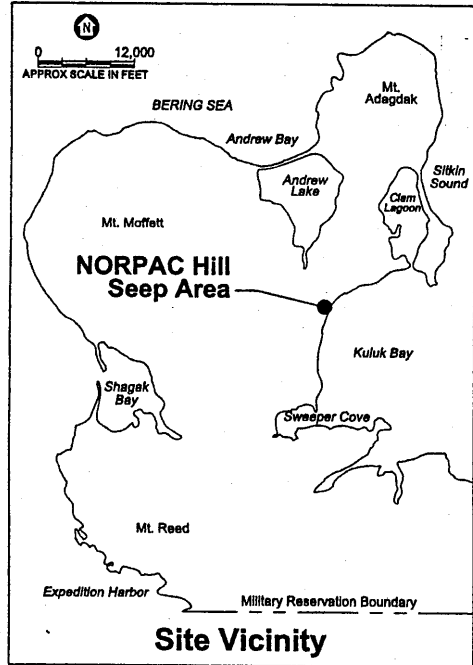 N
0 12,000
APPROX SCALE IN FEET
BERING SEA
Mt.
Adagdak
Andrew Bay
Sitkin
Sound
Andrew
Lake
Clam
Lagoon
Mt. Moffett
NORPAC Hill
Seep Area
Kuluk Bay
Shagak
Bay
Sweeper Cove
Mt. Reed
Expedition Harbor
Military Reservation Boundary
Site Vicinity